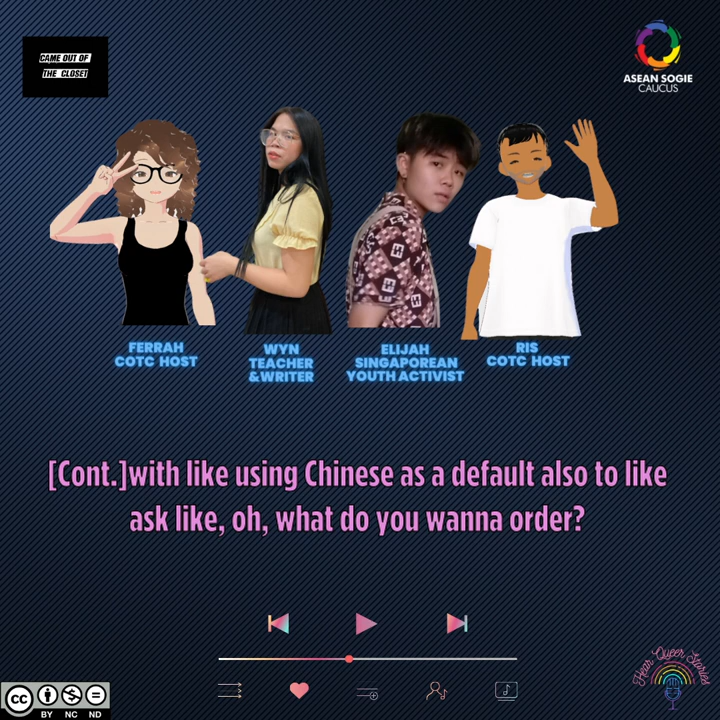 CAME OUT OF
THE CLOSET
ASEAN SOGIE
CAUCUS
FERRAH
COTC HOST
WYN
TEACHER
&WRITER
ELIJAH
SINGAPOREAN
YOUTH ACTIVIST
RIS
COTC HOST
[Cont.]with like using Chinese as a default also to like
ask like, oh, what do you wanna order?
Hear Queer Stories
cc
BY NC ND